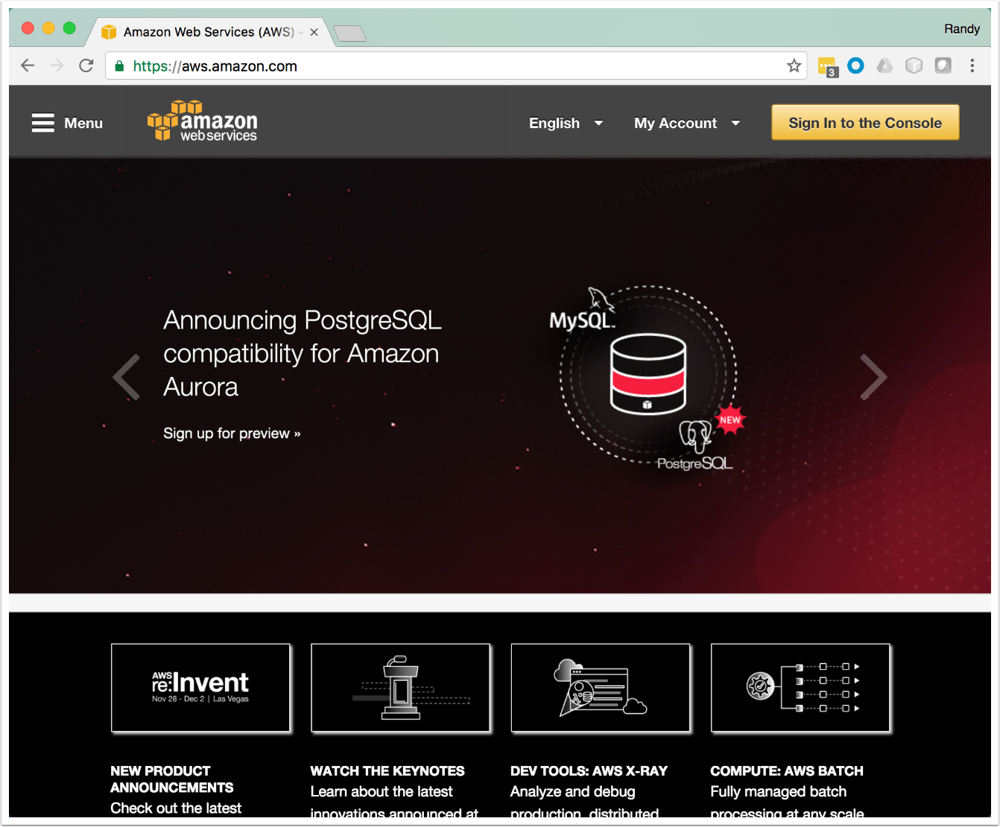 Amazon Web Services (AWS) -
Randy
https://aws.amazon.com
3
Menu
amazon
web services
English
My Account
Sign In to the Console
Announcing PostgreSQL
compatibility for Amazon
Aurora
Sign up for preview »
MySQL™
NEW
PostgreSQL
AWS
re:Invent
Nov 28 - Dec 2 | Las Vegas
NEW PRODUCT
ANNOUNCEMENTS
Check out the latest
WATCH THE KEYNOTES
Learn about the latest
innovations announced at
DEV TOOLS: AWS X-RAY
Analyze and debug
production, distributed
COMPUTE: AWS BATCH
Fully managed batch
processing at any scale